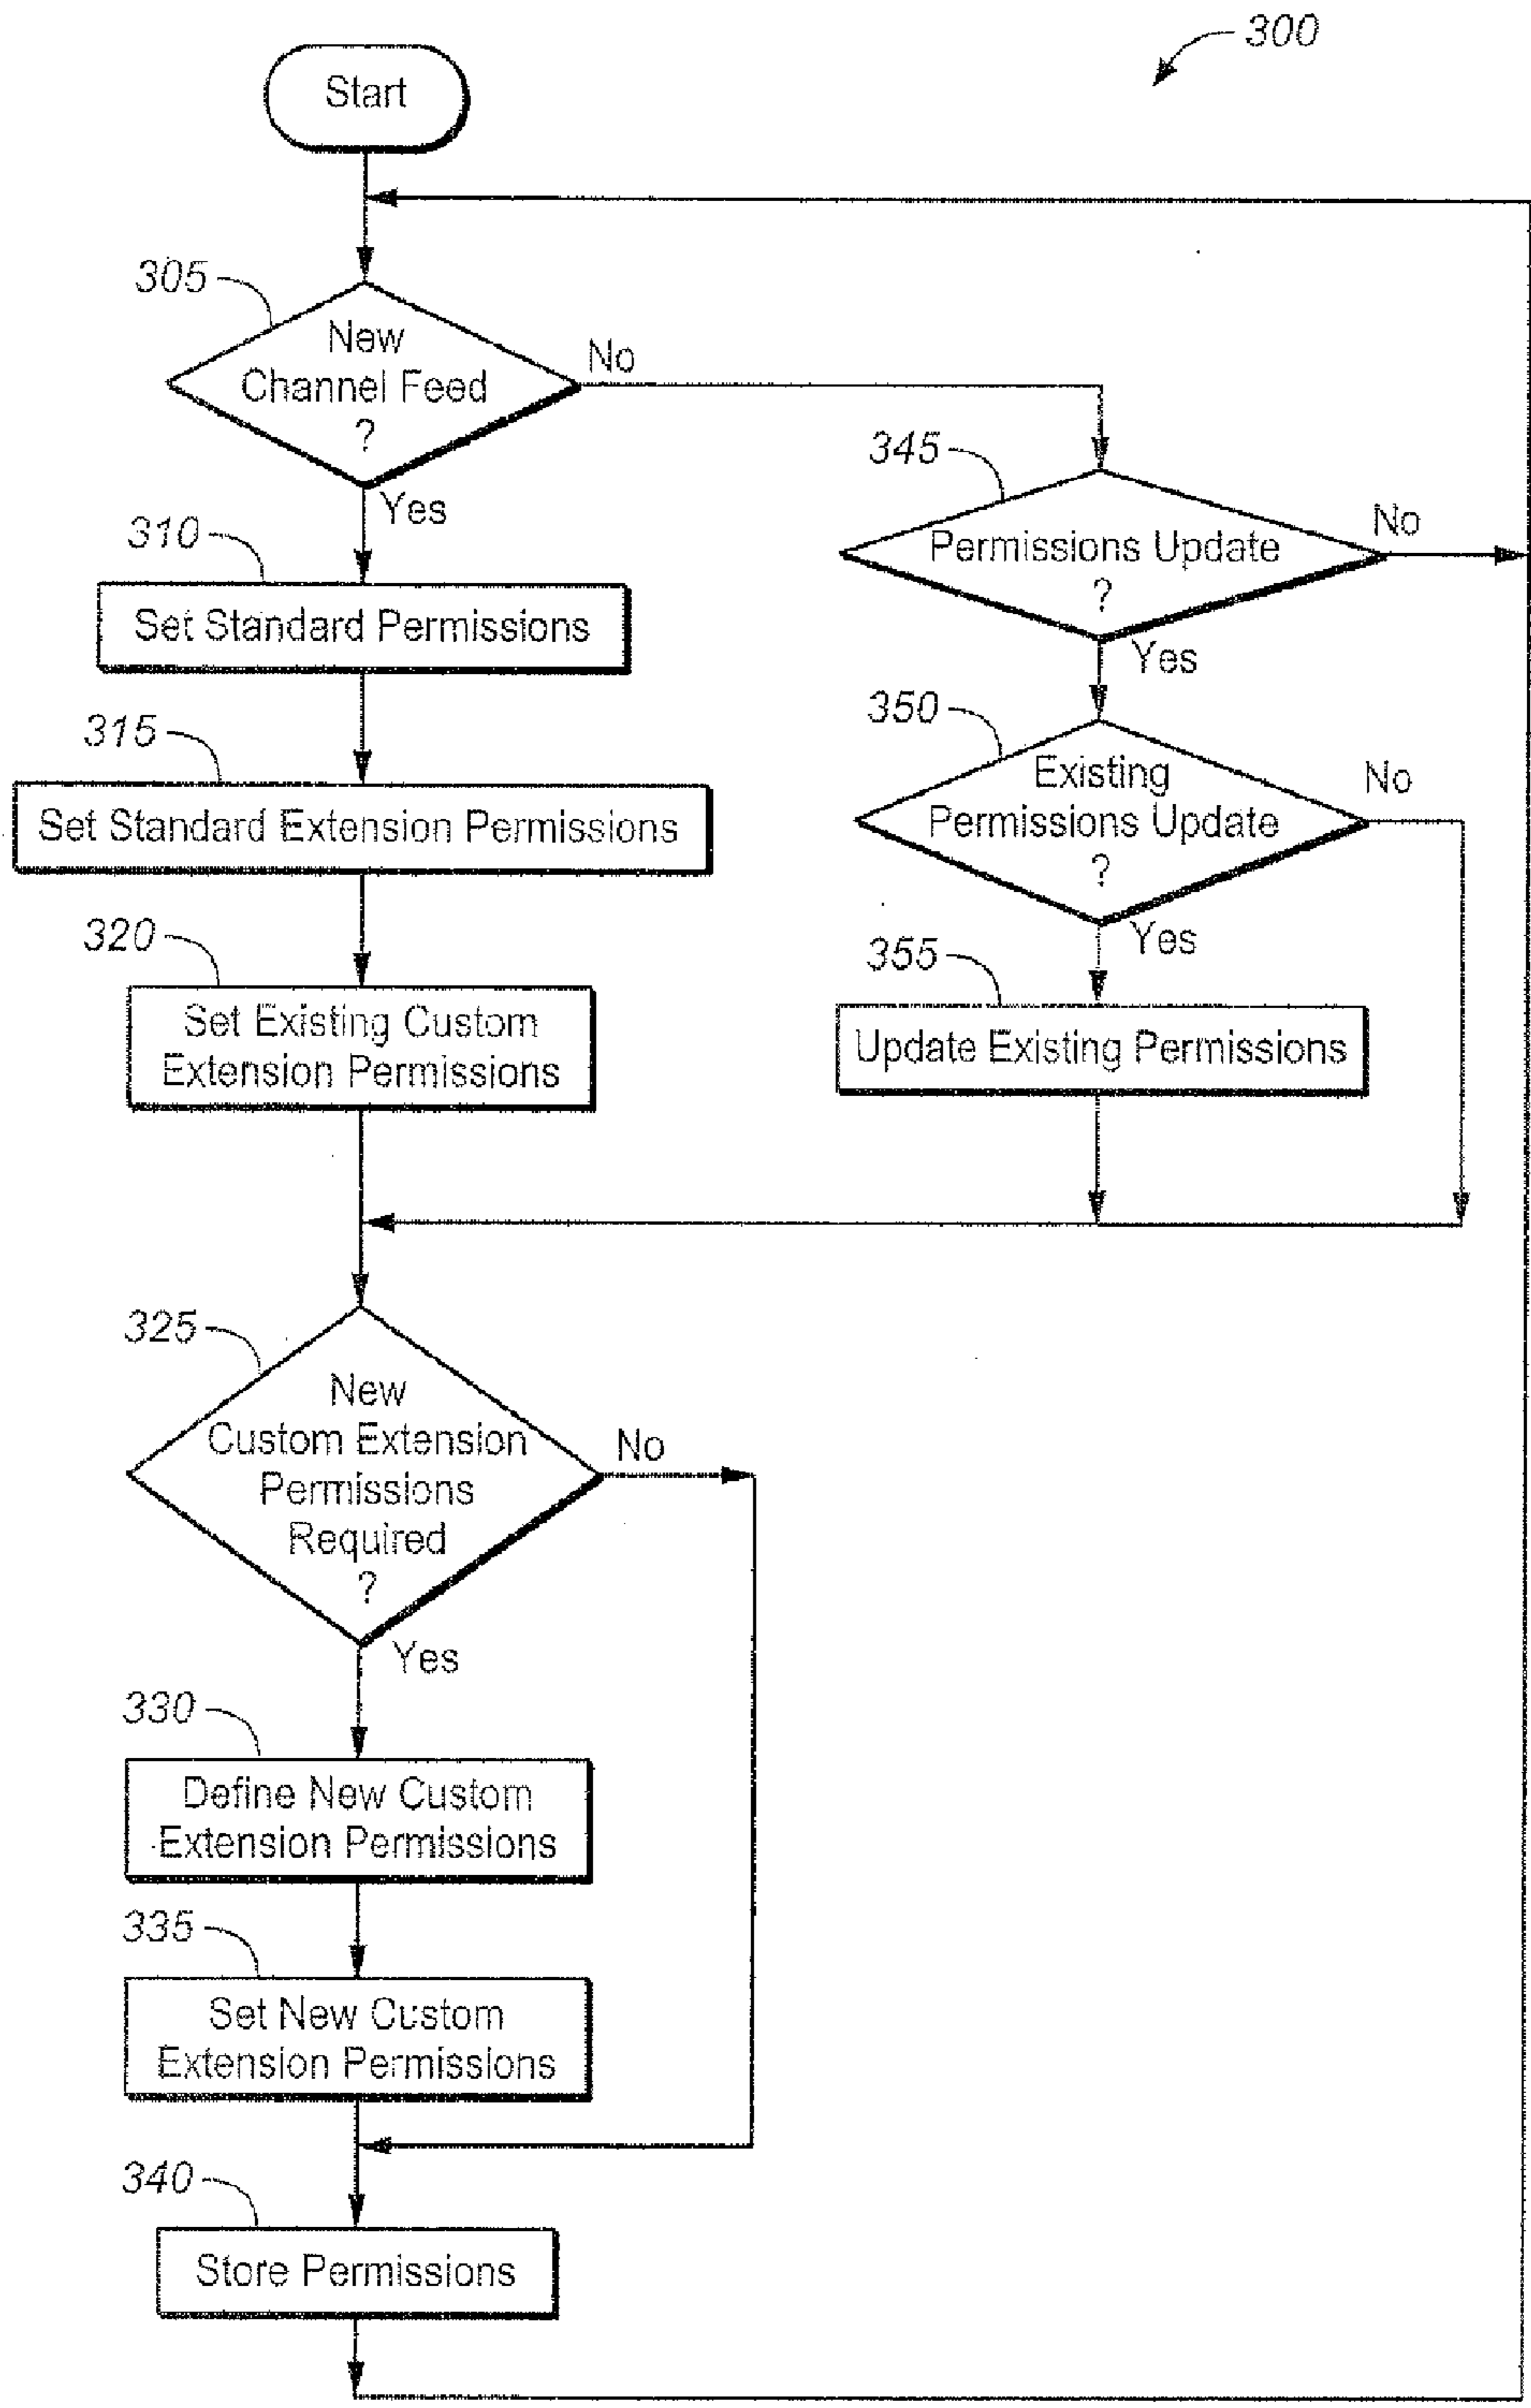 300
Start
305
New
Channel Feed
?
No
Yes
310
Set Standard Permissions
315
Set Standard Extension Permissions
320
Set Existing Custom
Extension Permissions
345
Permissions Update
?
No
Yes
350
Existing
Permissions Update
?
No
Yes
355
Update Existing Permissions
325
New
Custom Extension
Permissions
Required
?
No
Yes
330
Define New Custom
Extension Permissions
335
Set New Custom
Extension Permissions
340
Store Permissions